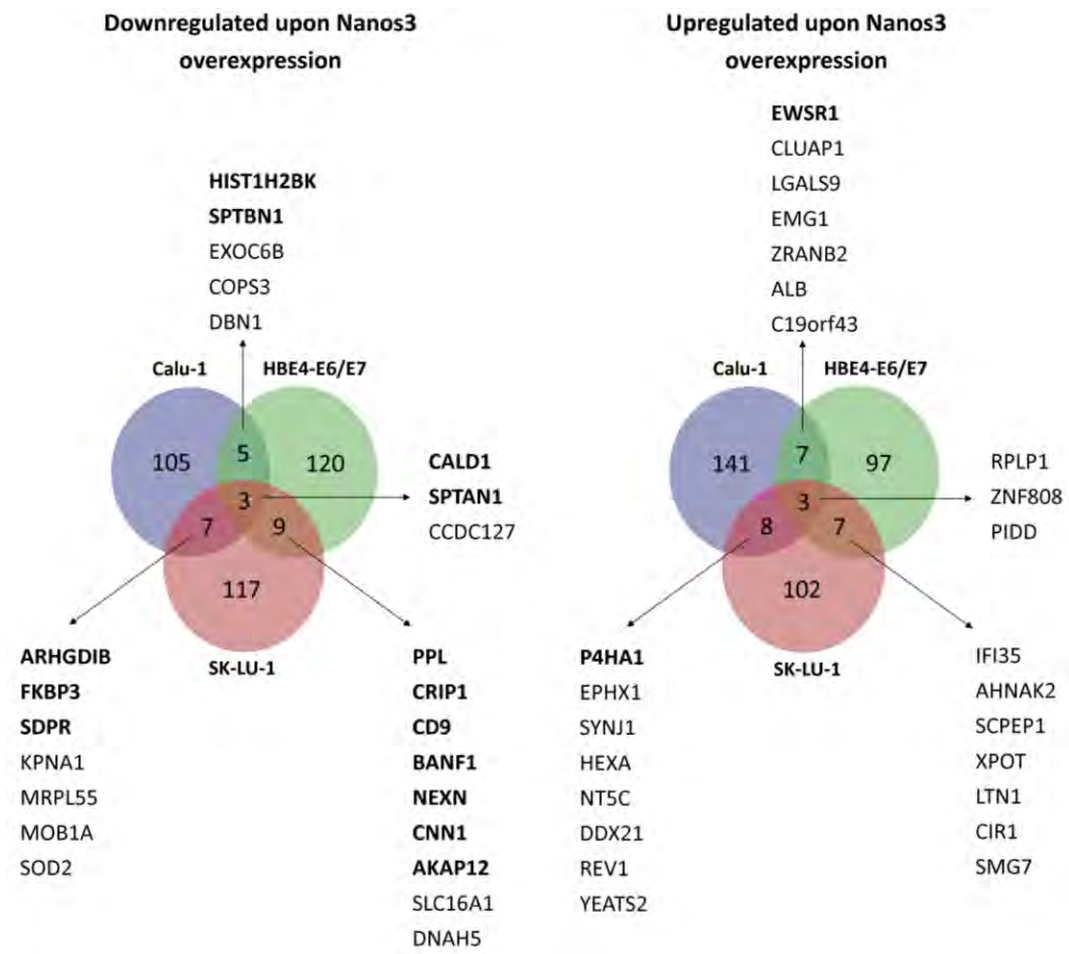 Downregulated upon Nanos3
overexpression
HIST1H2BK
SPTBN1
EXOC6B
COPS3
DBN1
Calu-1
HBE4-E6/E7
105
5
120
3
7
9
117
SK-LU-1
CALD1
SPTAN1
CCDC127
ARHGDIB
FKBP3
SDPR
KPNA1
MRPL55
MOB1A
SOD2
PPL
CRIP1
CD9
BANF1
NEXN
CNN1
AKAP12
SLC16A1
DNAH5
Upregulated upon Nanos3
overexpression
EWSR1
CLUAP1
LGALS9
EMG1
ZRANB2
ALB
C19orf43
Calu-1
HBE4-E6/E7
141
7
97
3
8
7
102
SK-LU-1
RPLP1
ZNF808
PIDD
P4HA1
EPHX1
SYNJ1
HEXA
NT5C
DDX21
REV1
YEATS2
IFI35
AHNAK2
SCPEP1
XPOT
LTN1
CIR1
SMG7